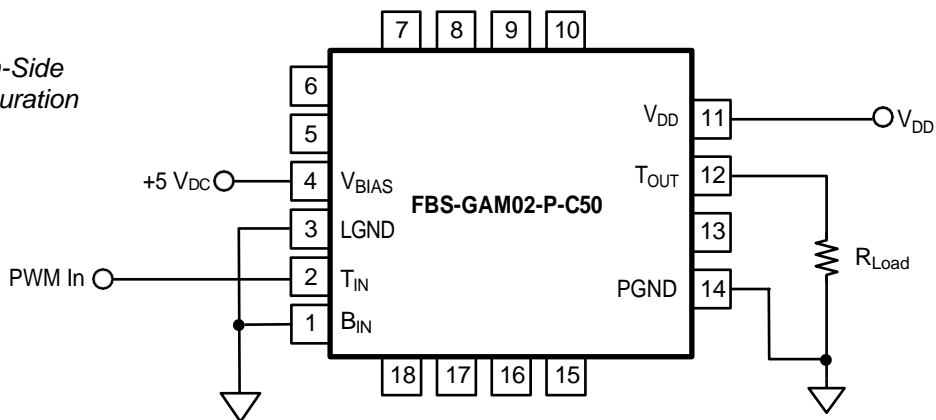 7 8 9 10
-Side
uration
6
5
4
3
2
1
+5 VDC
PWM In
VBIAS
LGND
TIN
BIN
FBS-GAM02-P-C50
VDD
TOUT
PGND
11
12
13
14
VDD
RLoad
18 17 16 15